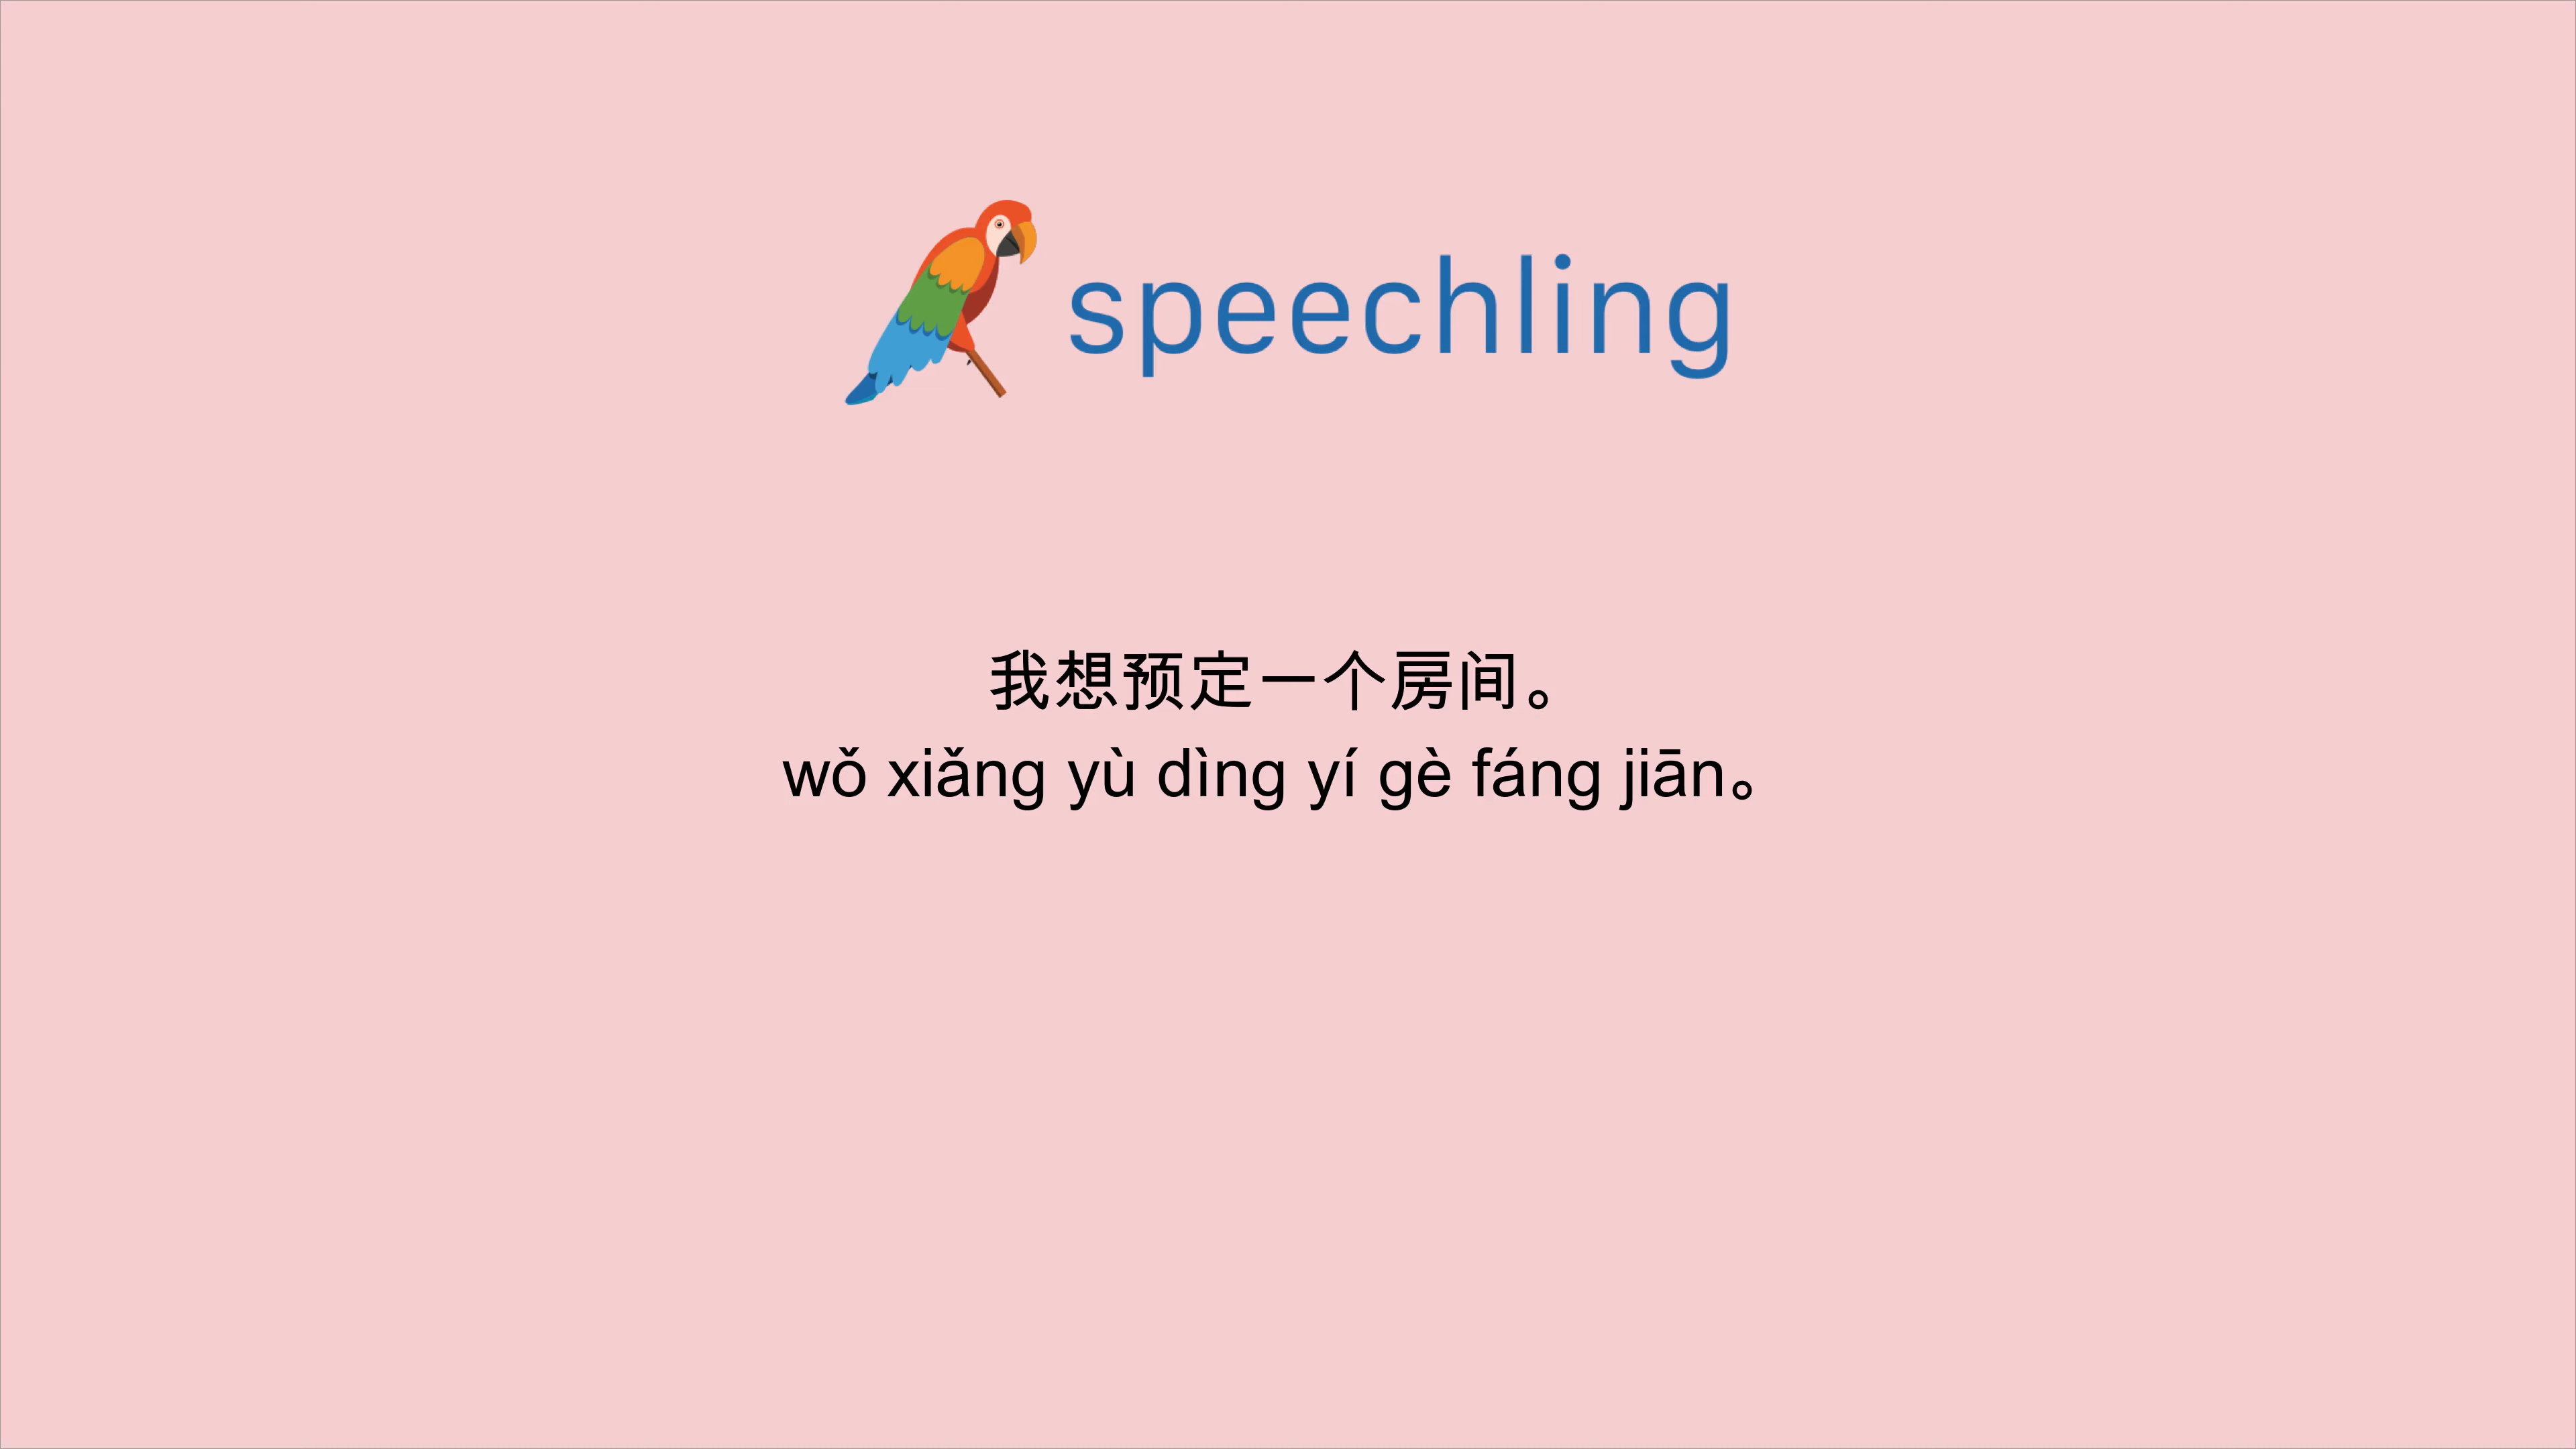 speechling
我想预定一个房间。
wǒ xiǎng yù dìng yí gè fáng jiān。